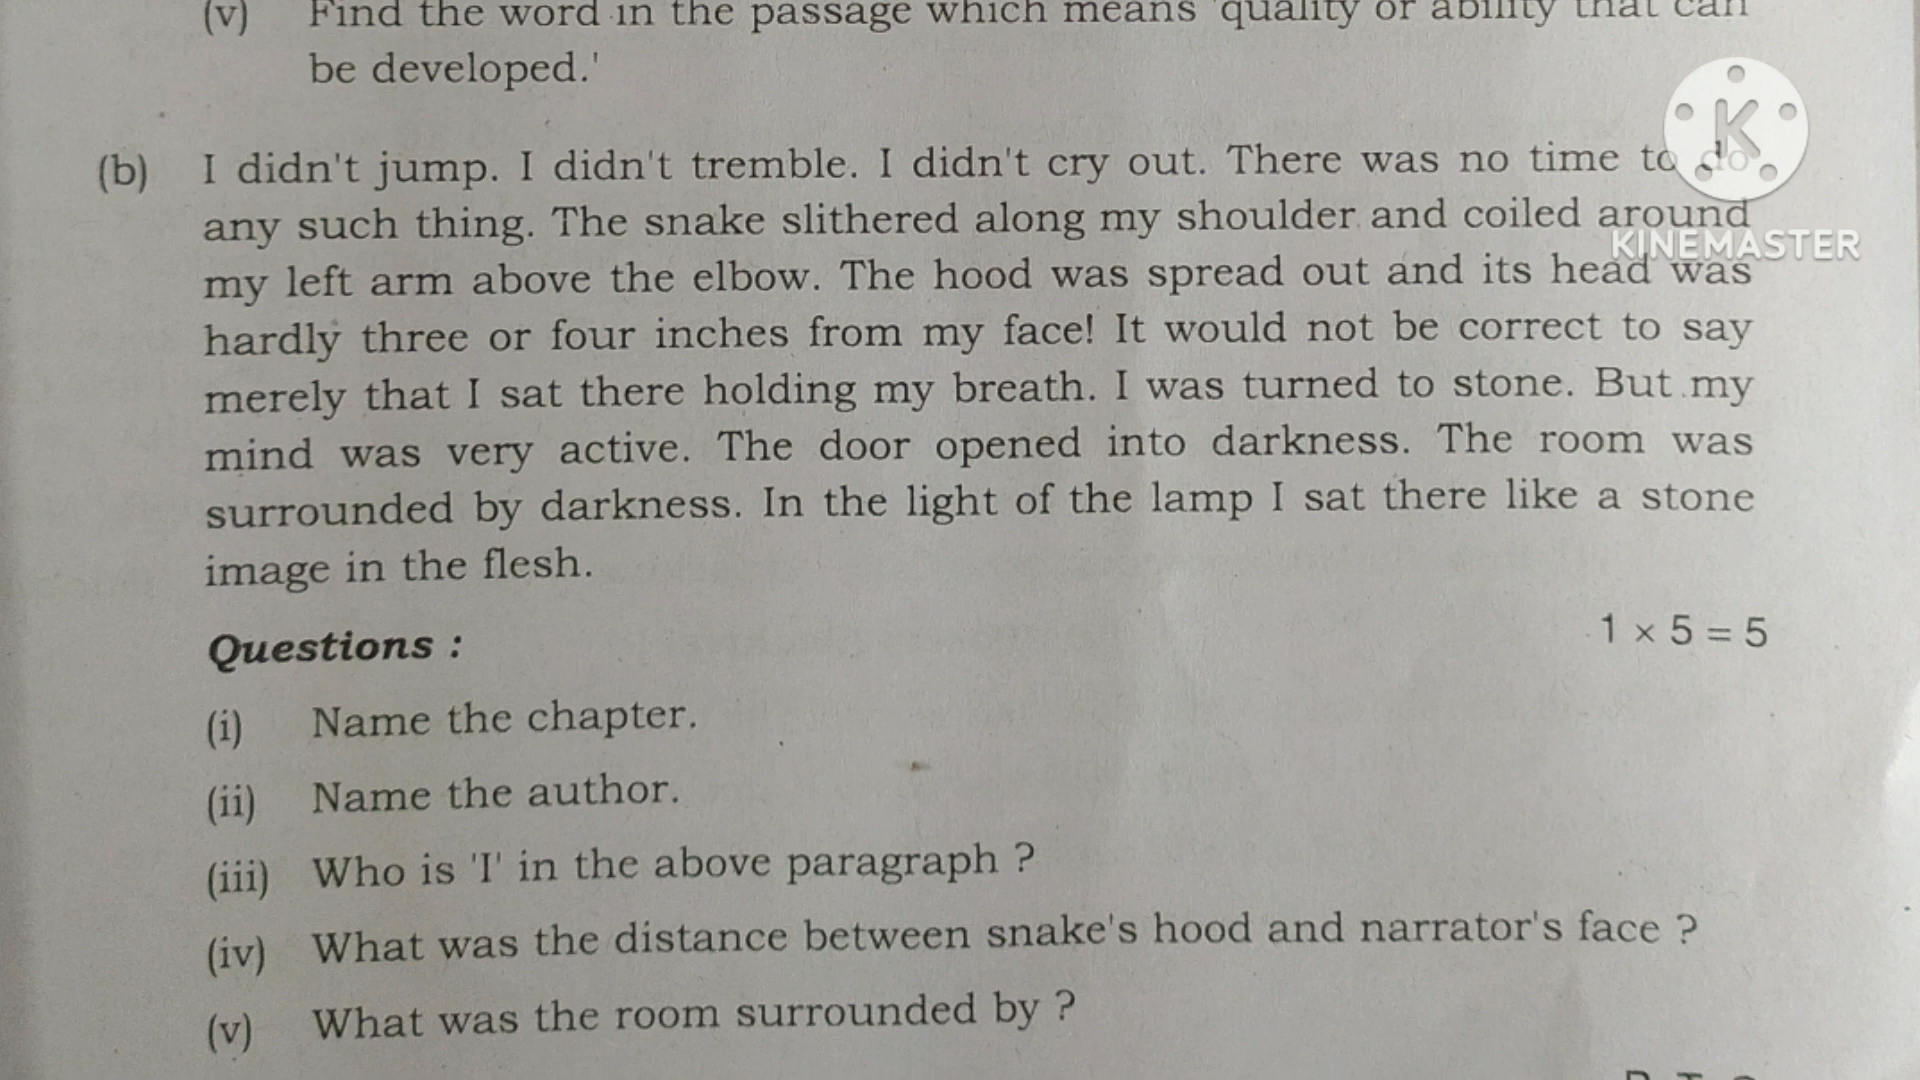 (v) Find the word in the passage which means 'quality or ability that can
be developed.'
(b) I didn't jump. I didn't tremble. I didn't cry out. There was no time to do
any such thing. The snake slithered along my shoulder and coiled around
KINEMASTER
my left arm above the elbow. The hood was spread out and its head was
hardly three or four inches from my face! It would not be correct to say
merely that I sat there holding my breath. I was turned to stone. But my
mind was very active. The door opened into darkness. The room was
surrounded by darkness. In the light of the lamp I sat there like a stone
image in the flesh.
Questions :
1 × 5 = 5
(i) Name the chapter.
(ii) Name the author.
(iii) Who is 'I' in the above paragraph ?
(iv) What was the distance between snake's hood and narrator's face ?
(v) What was the room surrounded by ?